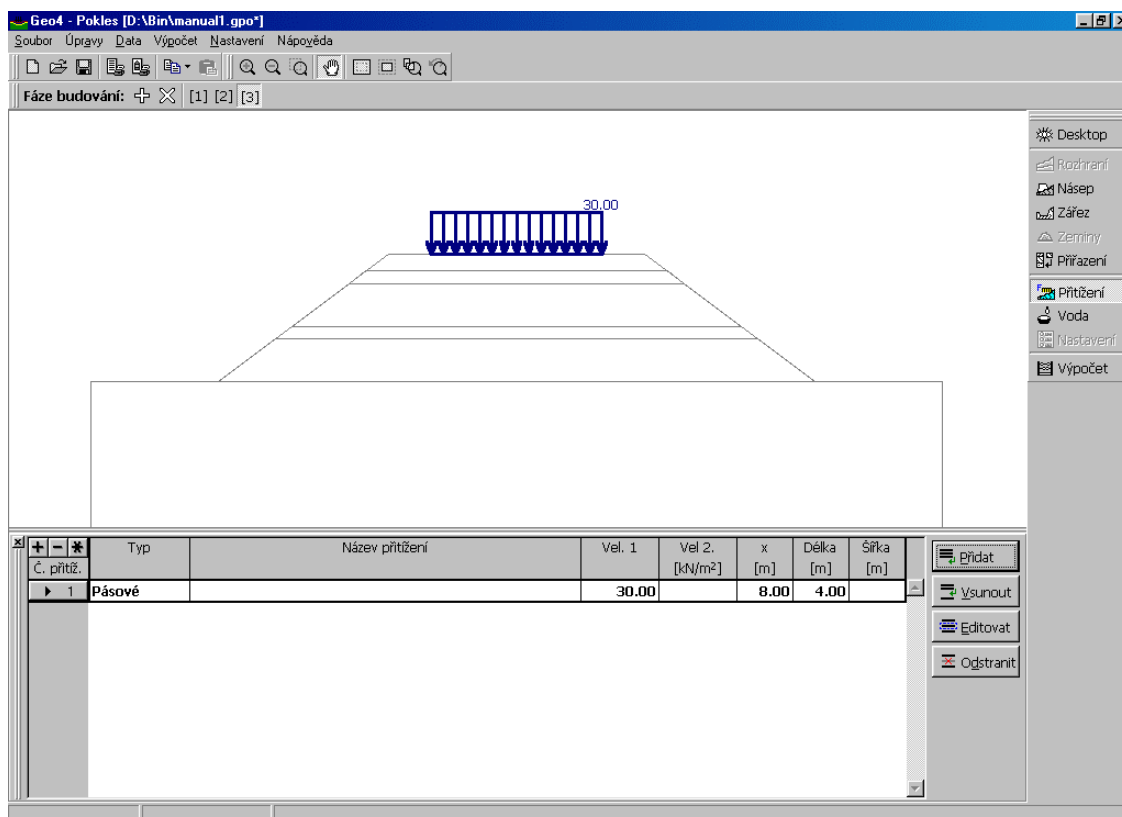 Geo4 - Pokles [D:\Bin\manual1.gpo*]
Soubor Úpravy Data Výpočet Nastavení Nápověda
Fáze budování: [1] [2] [3]
30.00
Desktop
Rozhraní
Násep
Zářez
Zeminy
Přiřazení
Přitížení
Voda
Nastavení
Výpočet
+ - * Typ Název přitížení Vel. 1 Vel 2. x Délka Šířka
Č. přitíž. [kN/m²] [m] [m] [m]
1 Pásové 30.00 8.00 4.00
Přidat
Vsunout
Editovat
Odstranit